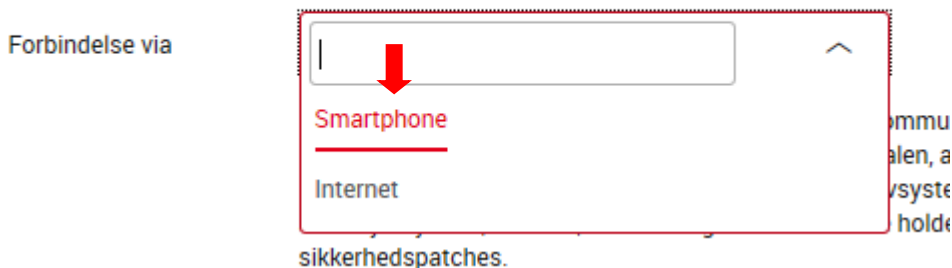 Forbindelse via
Smartphone
Internet
sikkerhedspatches.